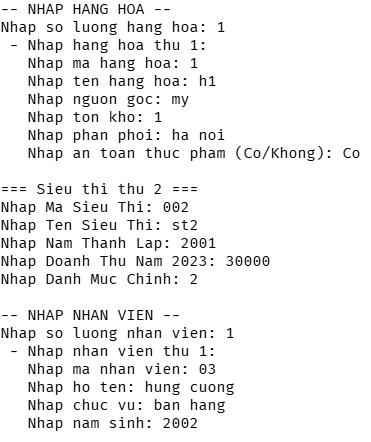 -- NHAP HANG HOA --
Nhap so luong hang hoa: 1
- Nhap hang hoa thu 1:
Nhap ma hang hoa: 1
Nhap ten hang hoa: h1
Nhap nguon goc: my
Nhap ton kho: 1
Nhap phan phoi: ha noi
Nhap an toan thuc pham (Co/Khong): Co
=== Sieu thi thu 2 ===
Nhap Ma Sieu Thi: 002
Nhap Ten Sieu Thi: st2
Nhap Nam Thanh Lap: 2001
Nhap Doanh Thu Nam 2023: 30000
Nhap Danh Muc Chinh: 2
-- NHAP NHAN VIEN --
Nhap so luong nhan vien: 1
- Nhap nhan vien thu 1:
Nhap ma nhan vien: 03
Nhap ho ten: hung cuong
Nhap chuc vu: ban hang
Nhap nam sinh: 2002